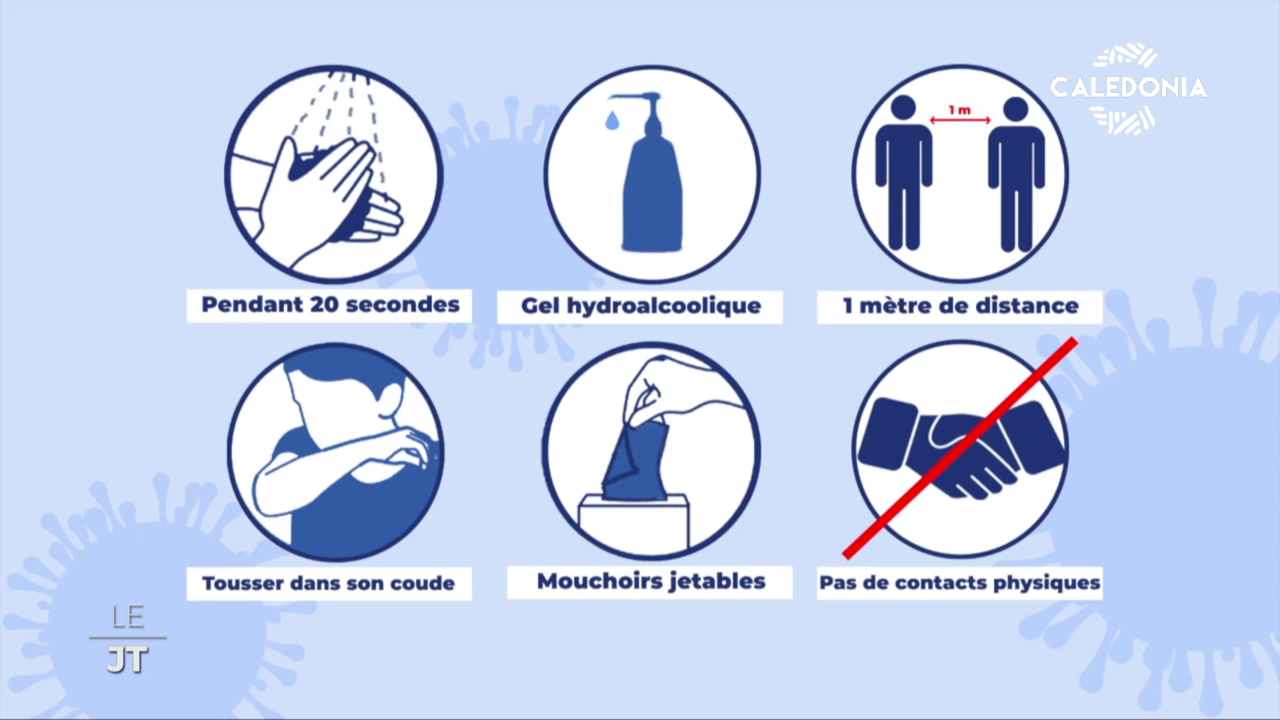 CALEDONIA
1 m
Pendant 20 secondes
Gel hydroalcoolique
1 mètre de distance
Tousser dans son coude
Mouchoirs jetables
Pas de contacts physiques
LE
JT